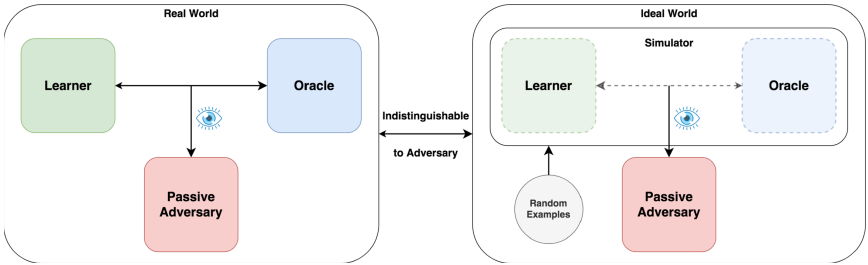 Real World
Learner
Oracle
Passive
Adversary
Indistinguishable
to Adversary
Ideal World
Simulator
Learner
Oracle
Random
Examples
Passive
Adversary